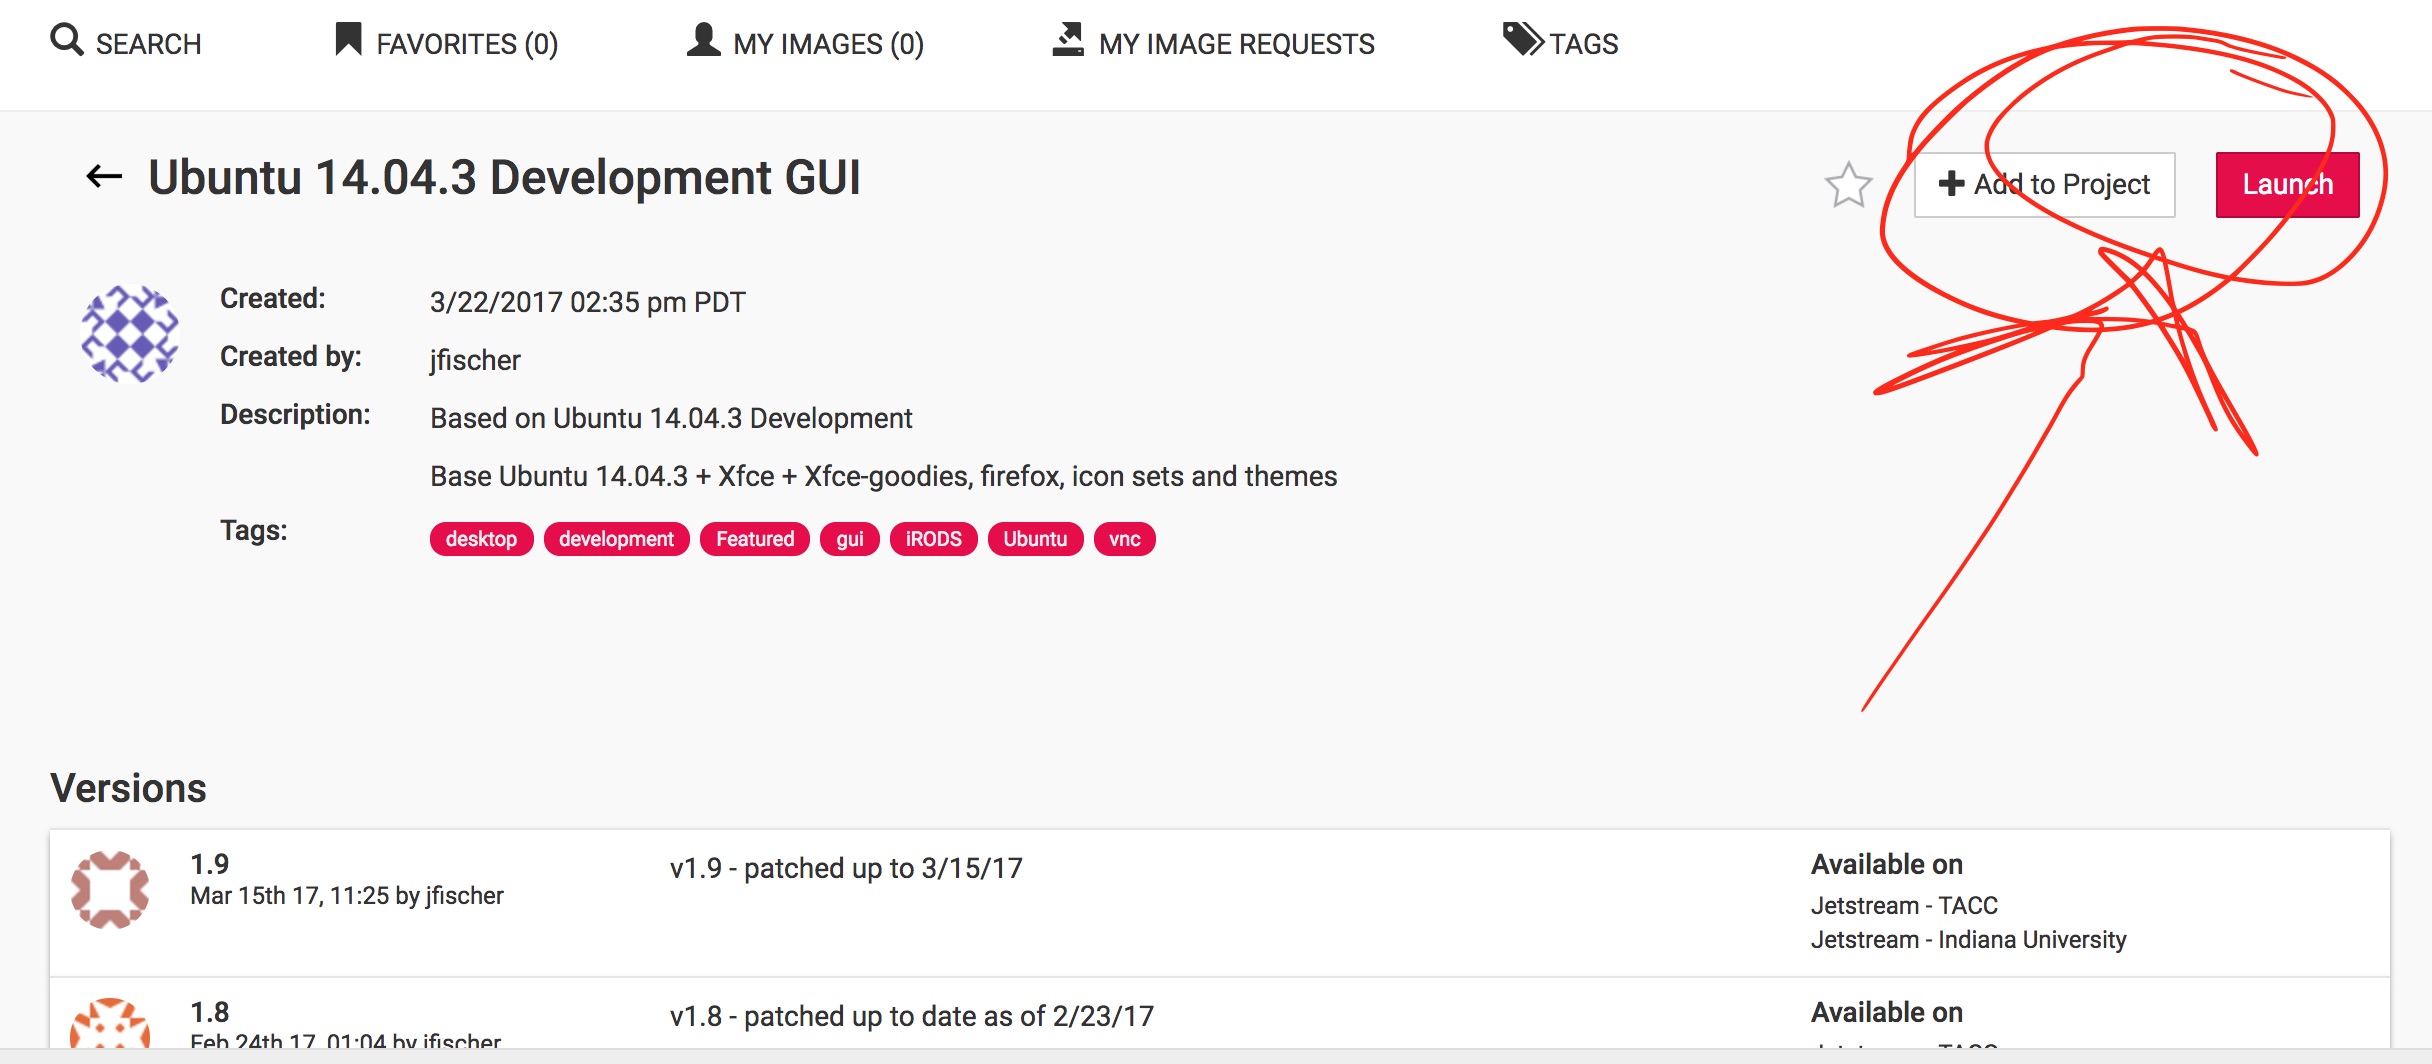 SEARCH FAVORITES (0) MY IMAGES (0) MY IMAGE REQUESTS TAGS
Ubuntu 14.04.3 Development GUI
Add to Project Launch
Created: 3/22/2017 02:35 pm PDT
Created by: jfischer
Description: Based on Ubuntu 14.04.3 Development
Base Ubuntu 14.04.3 + Xfce + Xfce-goodies, firefox, icon sets and themes
Tags: desktop development Featured gui iRODS Ubuntu vnc
Versions
1.9 v1.9 - patched up to 3/15/17 Available on
Mar 15th 17, 11:25 by jfischer Jetstream - TACC
Jetstream - Indiana University
1.8 v1.8 - patched up to date as of 2/23/17 Available on
Feb 24th 17, 01:04 by jfischer